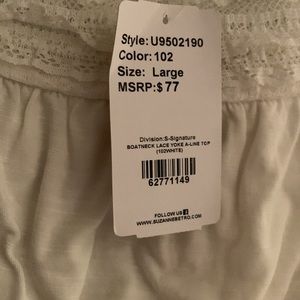 Style: U9502190
Color: 102
Size: Large
MSRP:$ 77
Division:S-Signature
BOATNECK LACE YOKE A-LINE TOP
(102WHITE)
62771149
FOLLOW US
WWW.SUZANNEBETRO.COM